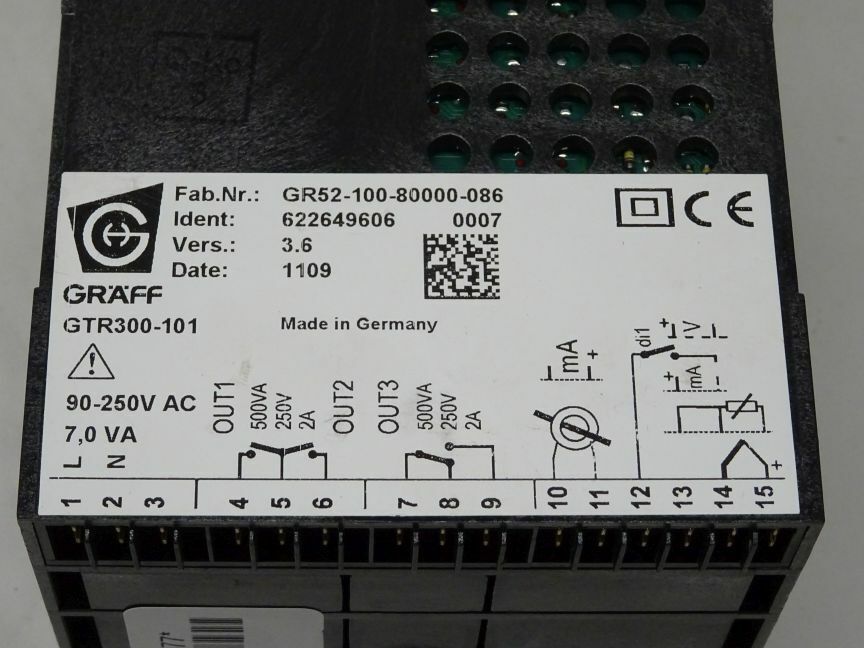 Fab.Nr.: GR52-100-80000-086
Ident: 622649606 0007
Vers.: 3.6
Date: 1109
GRÄFF
GTR300-101
Made in Germany
CE
90-250V AC
7,0 VA
L N
OUT1
500VA
250V
2A
OUT2
OUT3
500VA
250V
2A
mA +
di1
+ V -
+ mA -
+
1 2 3 4 5 6 7 8 9 10 11 12 13 14 15
77*